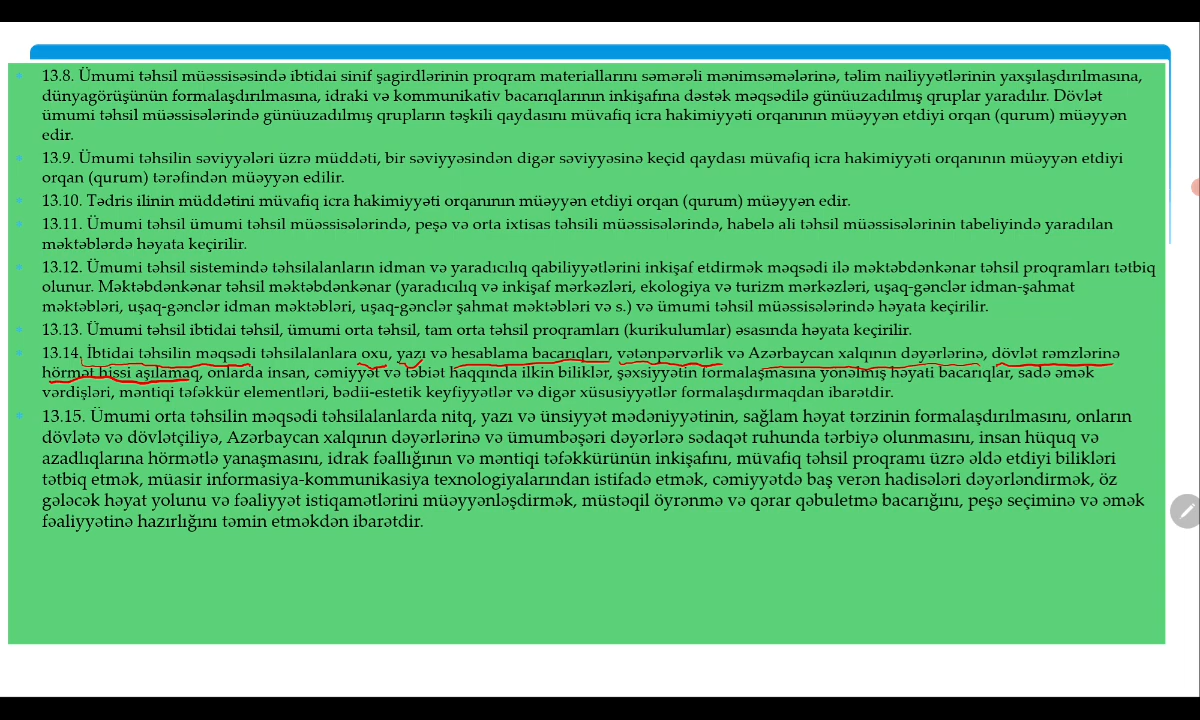 13.8. Ümumi təhsil müəssisəsində ibtidai sinif şagirdlərinin proqram materiallarını səmərəli mənimsəmələrinə, təlim nailiyyətlərinin yaxşılaşdırılmasına,
dünyagörüşünün formalaşdırılmasına, idraki və kommunikativ bacarıqlarının inkişafına dəstək məqsədilə günüuzadılmış qruplar yaradılır. Dövlət
ümumi təhsil müəssisələrində günüuzadılmış qrupların təşkili qaydasını müvafiq icra hakimiyyəti orqanının müəyyən etdiyi orqan (qurum) müəyyən
edir.
13.9. Ümumi təhsilin səviyyələri üzrə müddəti, bir səviyyəsindən digər səviyyəsinə keçid qaydası müvafiq icra hakimiyyəti orqanının müəyyən etdiyi
orqan (qurum) tərəfindən müəyyən edilir.
13.10. Tədris ilinin müddətini müvafiq icra hakimiyyəti orqanının müəyyən etdiyi orqan (qurum) müəyyən edir.
13.11. Ümumi təhsil ümumi təhsil müəssisələrində, peşə və orta ixtisas təhsili müəssisələrində, habelə ali təhsil müəssisələrinin tabeliyində yaradılan
məktəblərdə həyata keçirilir.
13.12. Ümumi təhsil sistemində təhsilalanların idman və yaradıcılıq qabiliyyətlərini inkişaf etdirmək məqsədi ilə məktəbdənkənar təhsil proqramları tətbiq
olunur. Məktəbdənkənar təhsil məktəbdənkənar (yaradıcılıq və inkişaf mərkəzləri, ekologiya və turizm mərkəzləri, uşaq-gənclər idman-şahmat
məktəbləri, uşaq-gənclər idman məktəbləri, uşaq-gənclər şahmat məktəbləri və s.) və ümumi təhsil müəssisələrində həyata keçirilir.
13.13. Ümumi təhsil ibtidai təhsil, ümumi orta təhsil, tam orta təhsil proqramları (kurikulumlar) əsasında həyata keçirilir.
13.14. İbtidai təhsilin məqsədi təhsilalanlara oxu, yazı və hesablama bacarıqları, vətənpərvərlik və Azərbaycan xalqının dəyərlərinə, dövlət rəmzlərinə
hörmət hissi aşılamaq, onlarda insan, cəmiyyət və təbiət haqqında ilkin biliklər, şəxsiyyətin formalaşmasına yönəlmiş həyati bacarıqlar, sadə əmək
vərdişləri, məntiqi təfəkkür elementləri, bədii-estetik keyfiyyətlər və digər xüsusiyyətlər formalaşdırmaqdan ibarətdir.
13.15. Ümumi orta təhsilin məqsədi təhsilalanlarda nitq, yazı və ünsiyyət mədəniyyətinin, sağlam həyat tərzinin formalaşdırılmasını, onların
dövlətə və dövlətçiliyə, Azərbaycan xalqının dəyərlərinə və ümumbəşəri dəyərlərə sədaqət ruhunda tərbiyə olunmasını, insan hüquq və
azadlıqlarına hörmətlə yanaşmasını, idrak fəallığının və məntiqi təfəkkürünün inkişafını, müvafiq təhsil proqramı üzrə əldə etdiyi bilikləri
tətbiq etmək, müasir informasiya-kommunikasiya texnologiyalarından istifadə etmək, cəmiyyətdə baş verən hadisələri dəyərləndirmək, öz
gələcək həyat yolunu və fəaliyyət istiqamətlərini müəyyənləşdirmək, müstəqil öyrənmə və qərar qəbuletmə bacarığını, peşə seçiminə və əmək
fəaliyyətinə hazırlığını təmin etməkdən ibarətdir.